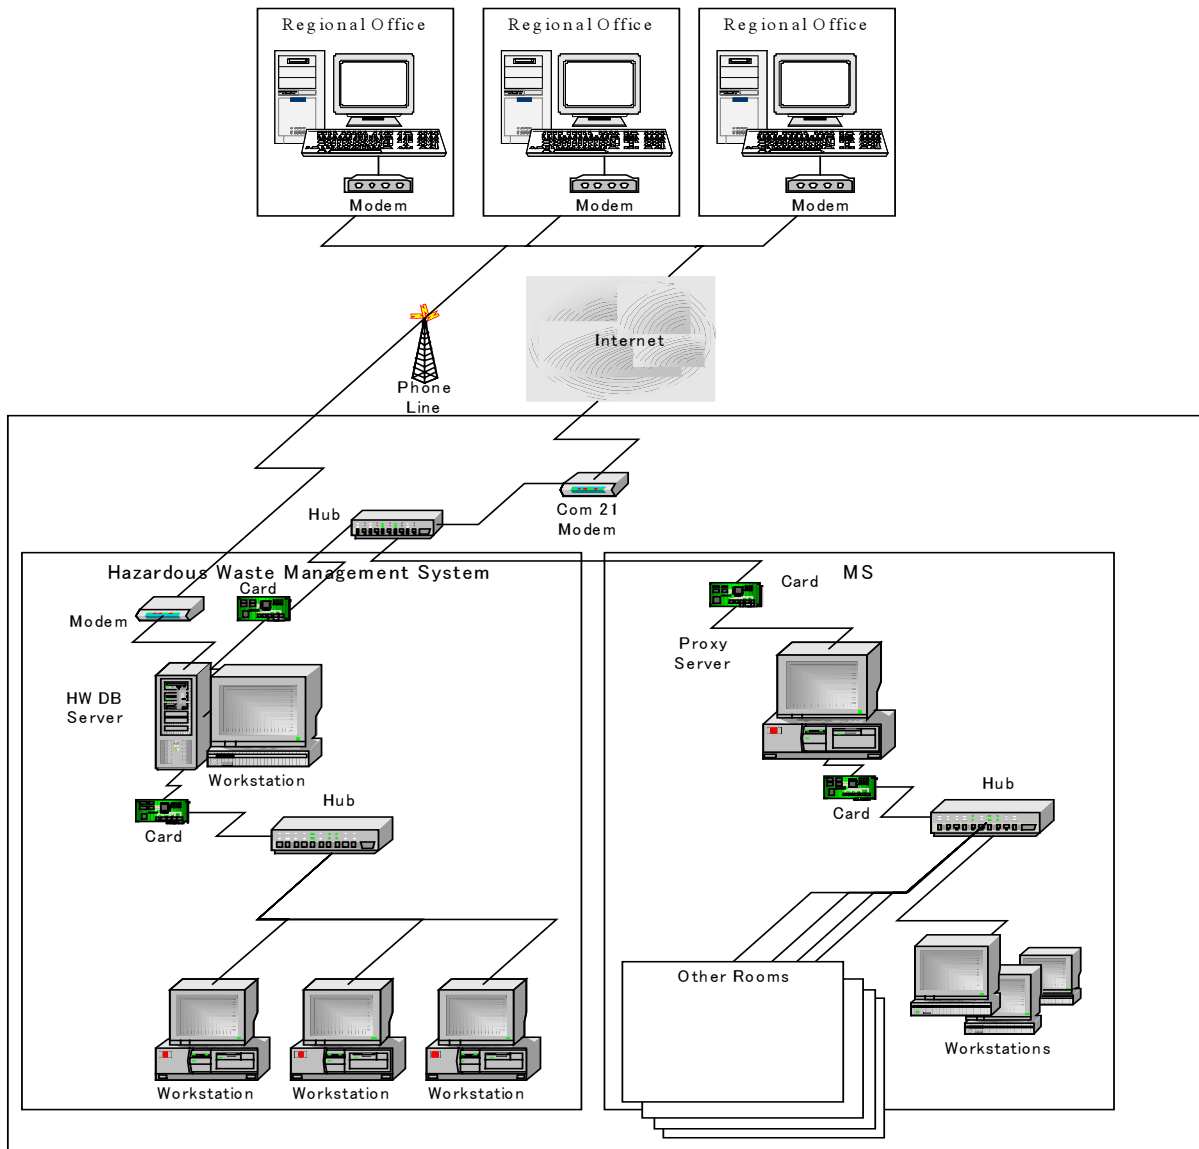 Regional Office
Regional Office
Regional Office
Modem
Modem
Modem
Internet
Phone
Line
Com 21
Modem
Hub
Hazardous Waste Management System
MS
Card
Card
Modem
Proxy
Server
HW DB
Server
Workstation
Hub
Hub
Card
Card
Other Rooms
Workstations
Workstation
Workstation
Workstation